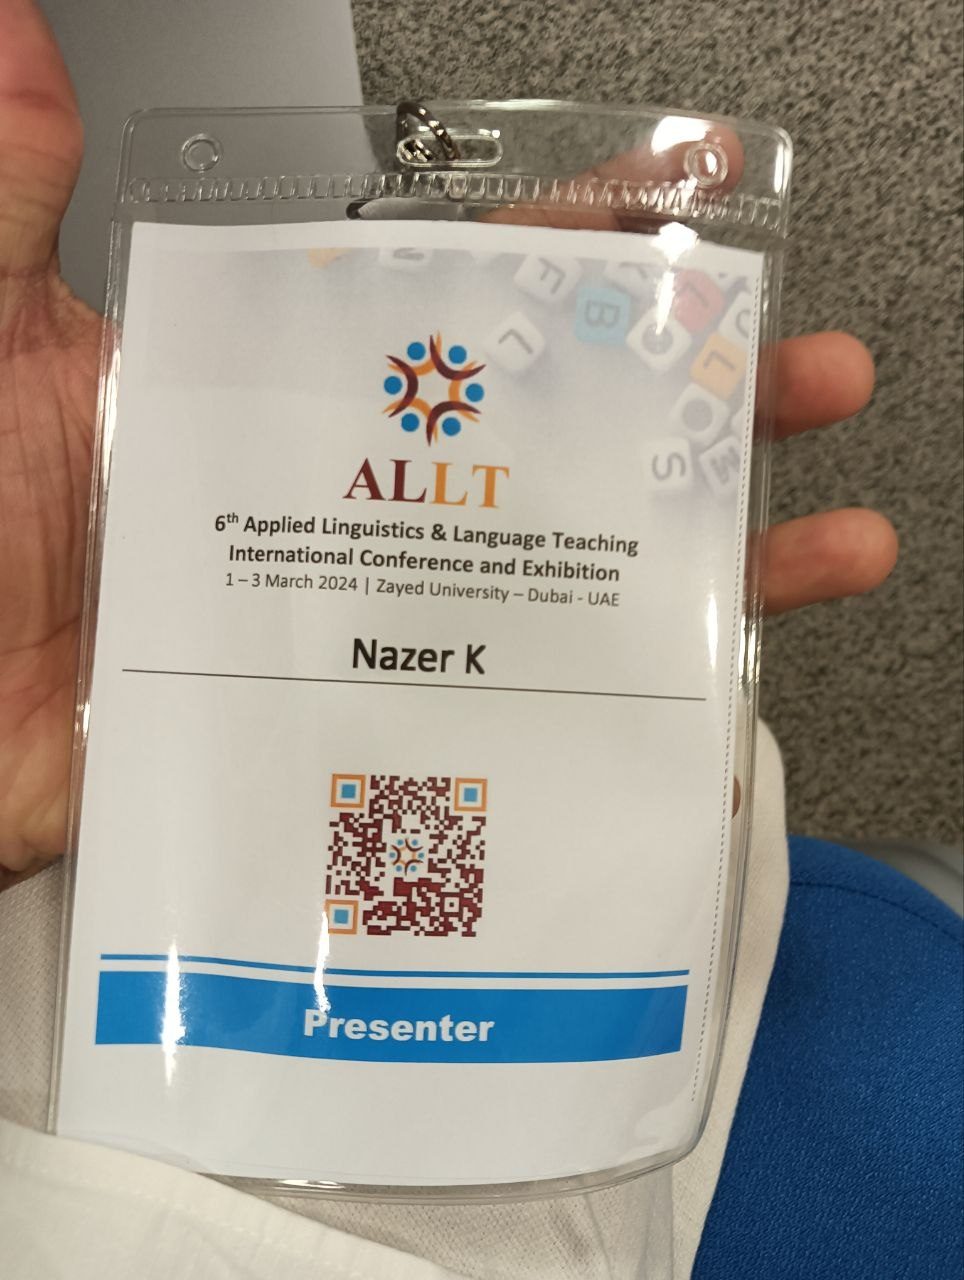 N
F
B
L
L
O
L
O
S
M
ALLT
6th Applied Linguistics & Language Teaching
International Conference and Exhibition
1 – 3 March 2024 | Zayed University – Dubai - UAE
Nazer K
Presenter